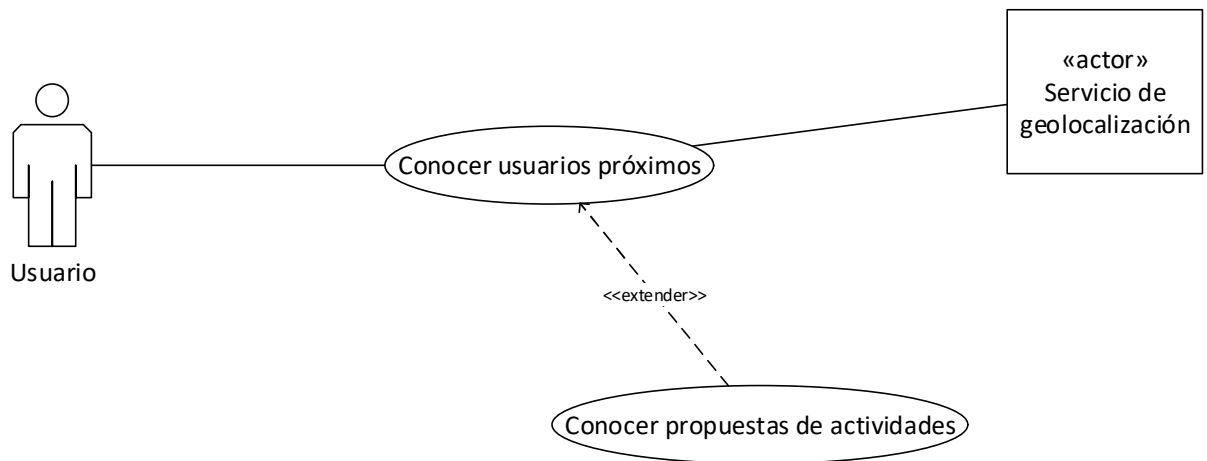 «actor»
Servicio de
geolocalización
Conocer usuarios próximos
Usuario
<<extender>>
Conocer propuestas de actividades